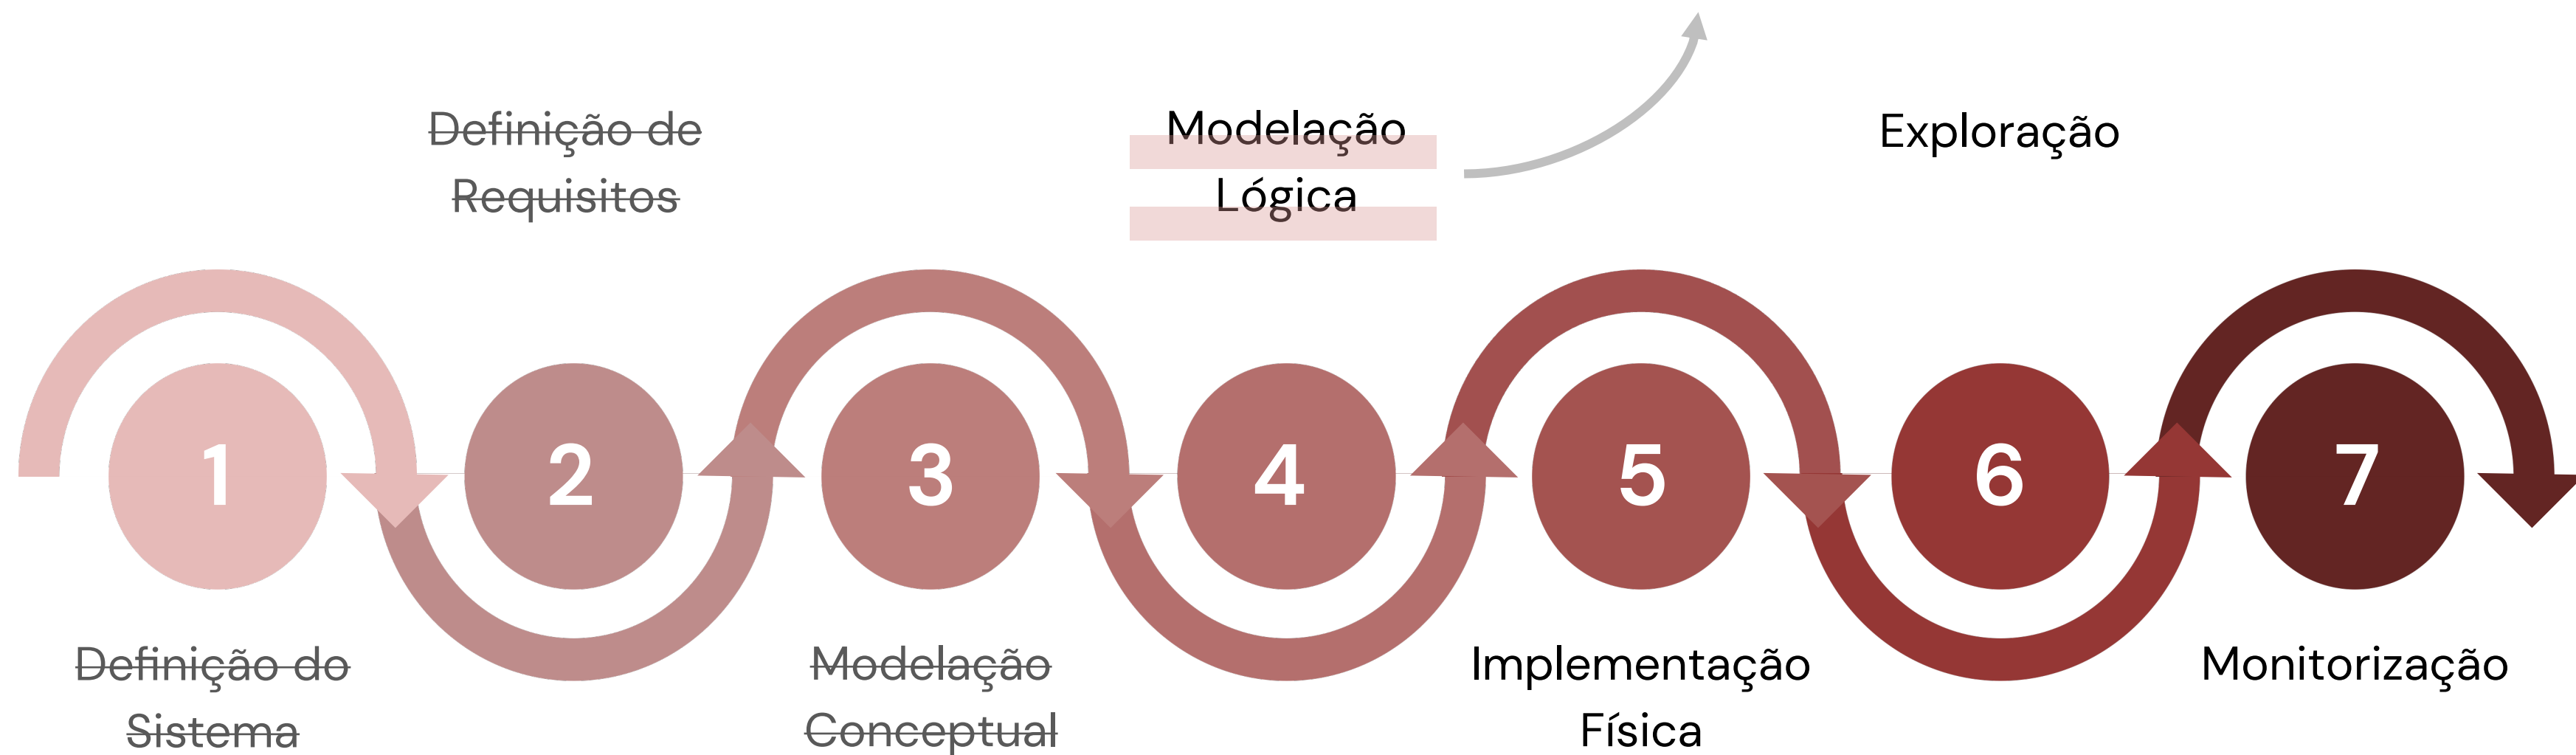 Definição de
Requisitos
Modelação
Lógica
Exploração
1
2
3
4
5
6
7
Definição do
Sistema
Modelação
Conceptual
Implementação
Física
Monitorização